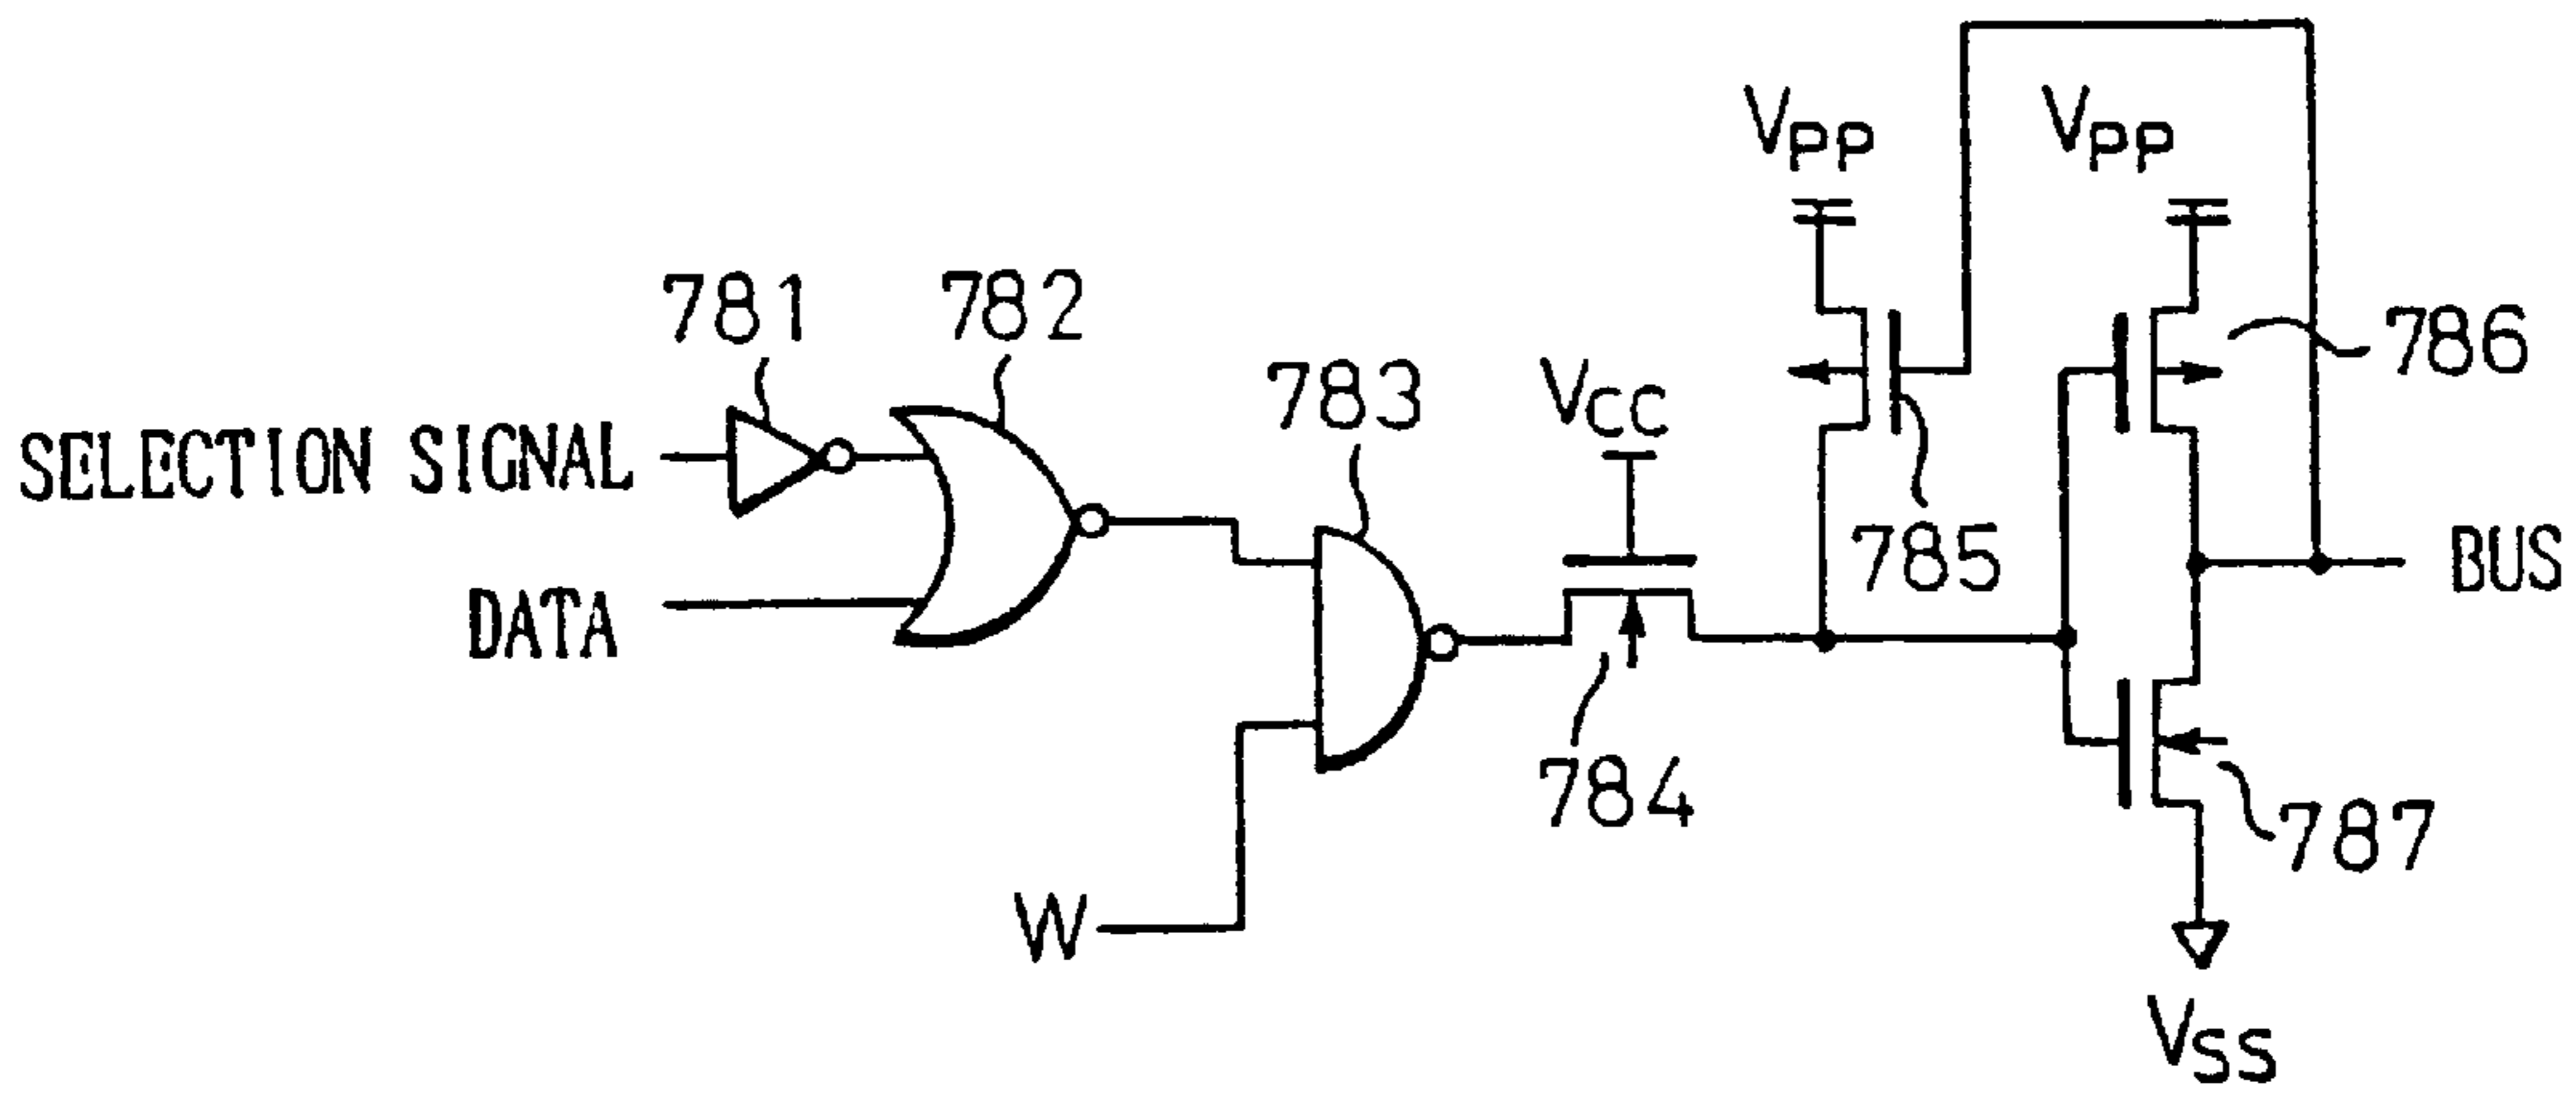 VPP
VPP
781
782
786
783
VCC
SELECTION SIGNAL
785
BUS
DATA
784
787
W
VSS